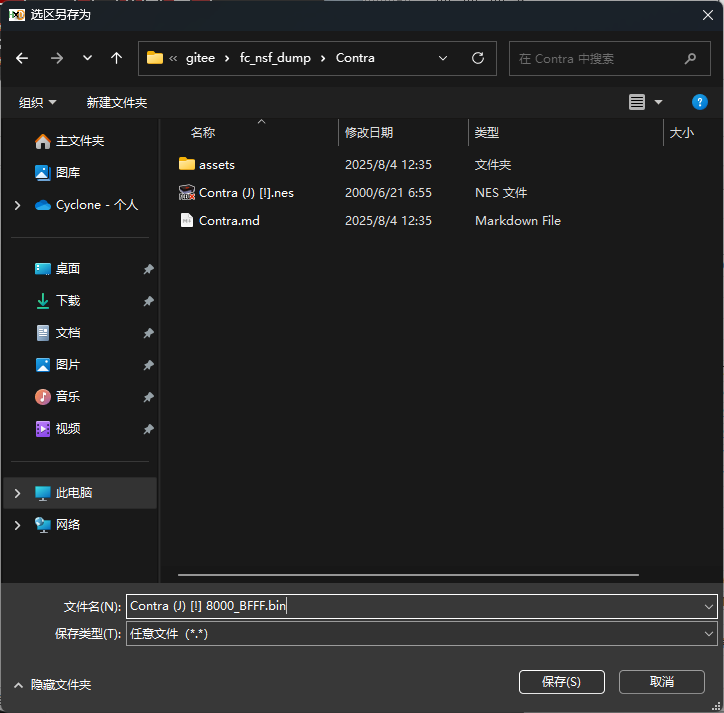 选区另存为
« gitee > fc_nsf_dump > Contra
在 Contra 中搜索
组织 新建文件夹
主文件夹
图库
Cyclone - 个人
桌面
下载
文档
图片
音乐
视频
此电脑
网络
名称 修改日期 类型 大小
assets 2025/8/4 12:35 文件夹
Contra (J) [!].nes 2000/6/21 6:55 NES 文件
Contra.md 2025/8/4 12:35 Markdown File
文件名(N): Contra (J) [!] 8000_BFFF.bin
保存类型(T): 任意文件 (*.*)
隐藏文件夹 保存(S) 取消